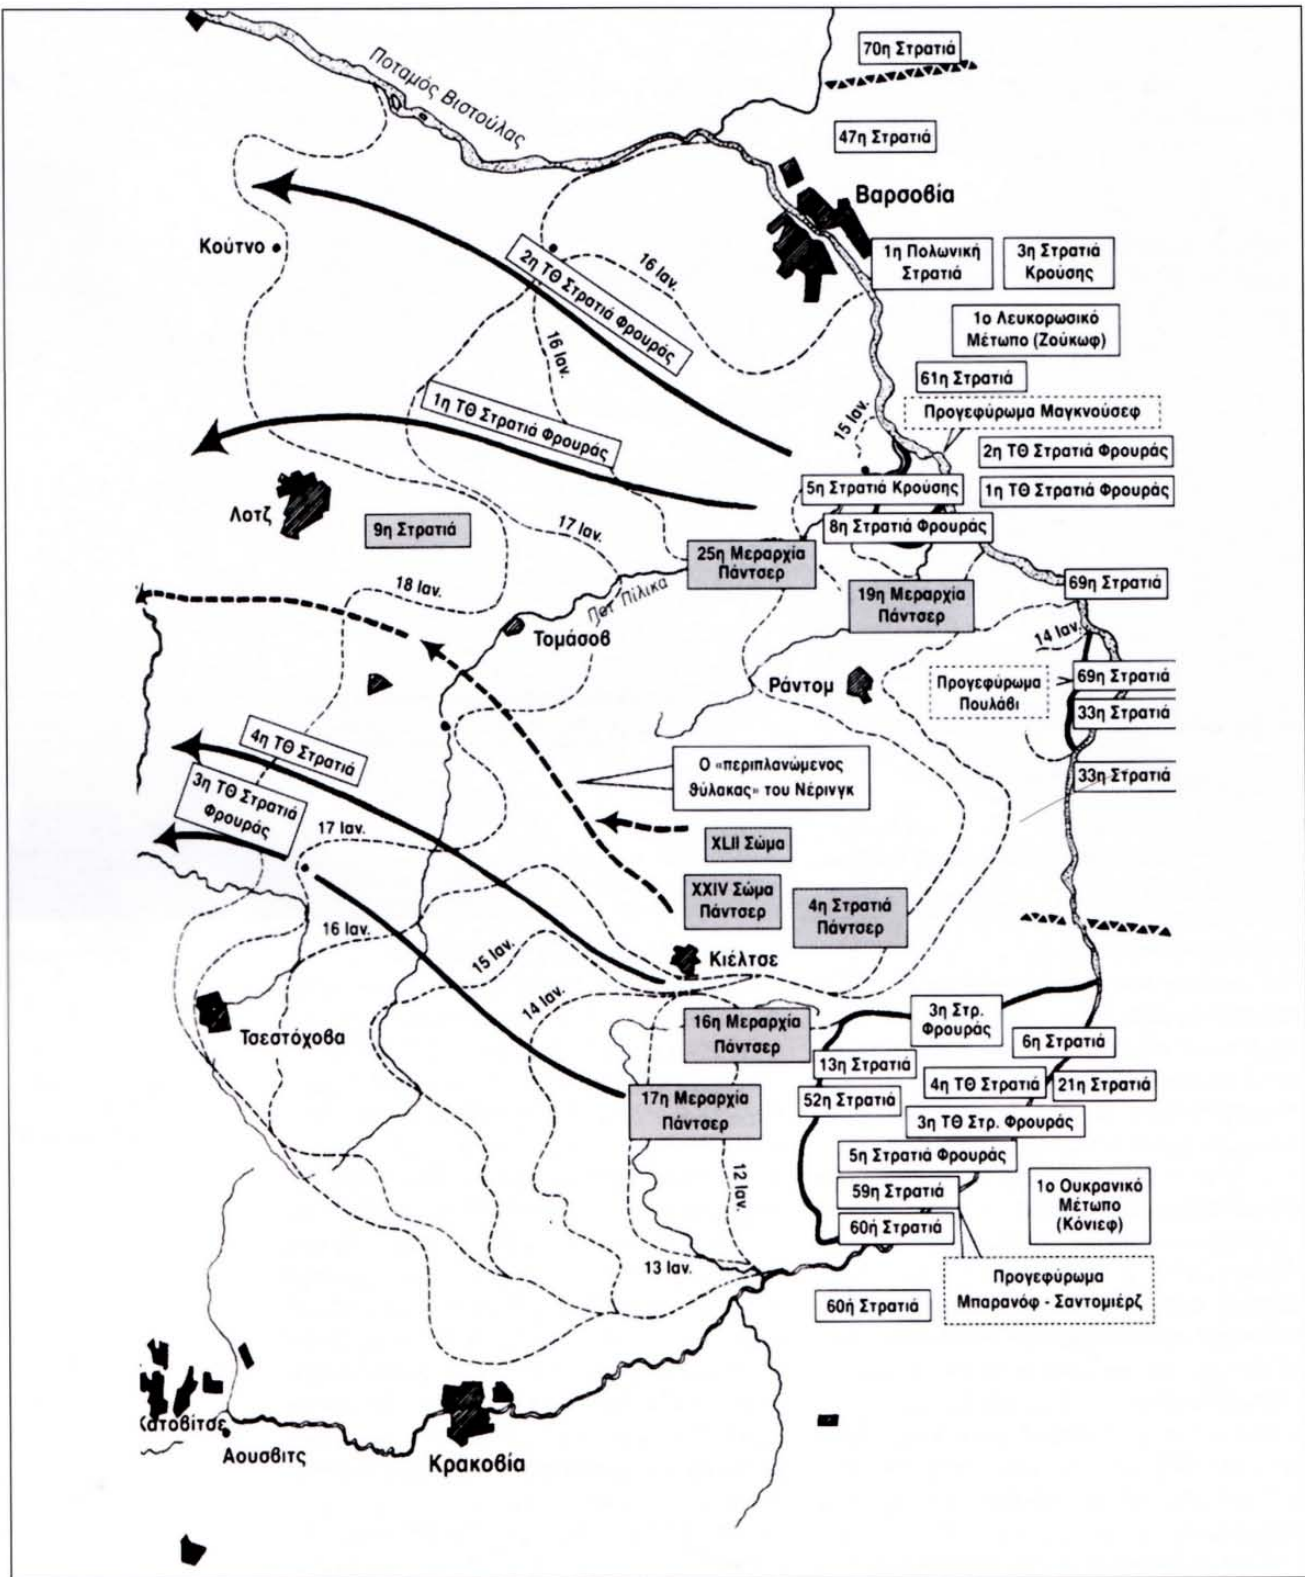 70η Στρατιά
Ποταμός Βιστούλας
47η Στρατιά
Βαρσοβία
Κούτνο
1η Πολωνική
Στρατιά
3η Στρατιά
Κρούσης
2η ΤΘ Στρατιά Φρουράς
16 Ιαν.
16 Ιαν.
1ο Λευκορωσικό
Μέτωπο (Ζούκωφ)
61η Στρατιά
1η ΤΘ Στρατιά Φρουράς
15 Ιαν.
Προγεφύρωμα Μαγκνούσεφ
2η ΤΘ Στρατιά Φρουράς
5η Στρατιά Κρούσης
1η ΤΘ Στρατιά Φρουράς
Λοτζ
9η Στρατιά
17 Ιαν.
8η Στρατιά Φρουράς
25η Μεραρχία
Πάντσερ
18 Ιαν.
Ποτ Πίλικα
19η Μεραρχία
Πάντσερ
69η Στρατιά
Τομάσοβ
14 Ιαν.
Ράντομ
Προγεφύρωμα
Πουλάβι
69η Στρατιά
33η Στρατιά
4η ΤΘ Στρατιά
Ο «περιπλανώμενος
θύλακας» του Νέρινγκ
33η Στρατιά
3η ΤΘ Στρατιά
Φρουράς
17 Ιαν.
XLII Σώμα
XXIV Σώμα
Πάντσερ
4η Στρατιά
Πάντσερ
16 Ιαν.
15 Ιαν.
Κιέλτσε
14 Ιαν.
Τσεστόχοβα
16η Μεραρχία
Πάντσερ
3η Στρ.
Φρουράς
6η Στρατιά
13η Στρατιά
4η ΤΘ Στρατιά
21η Στρατιά
17η Μεραρχία
Πάντσερ
52η Στρατιά
3η ΤΘ Στρ. Φρουράς
5η Στρατιά Φρουράς
12 Ιαν.
59η Στρατιά
1ο Ουκρανικό
Μέτωπο
(Κόνιεφ)
60ή Στρατιά
13 Ιαν.
Προγεφύρωμα
Μπαρανόφ - Σαντομιέρζ
60ή Στρατιά
ατοβίτσε
Αουσβιτς
Κρακοβία